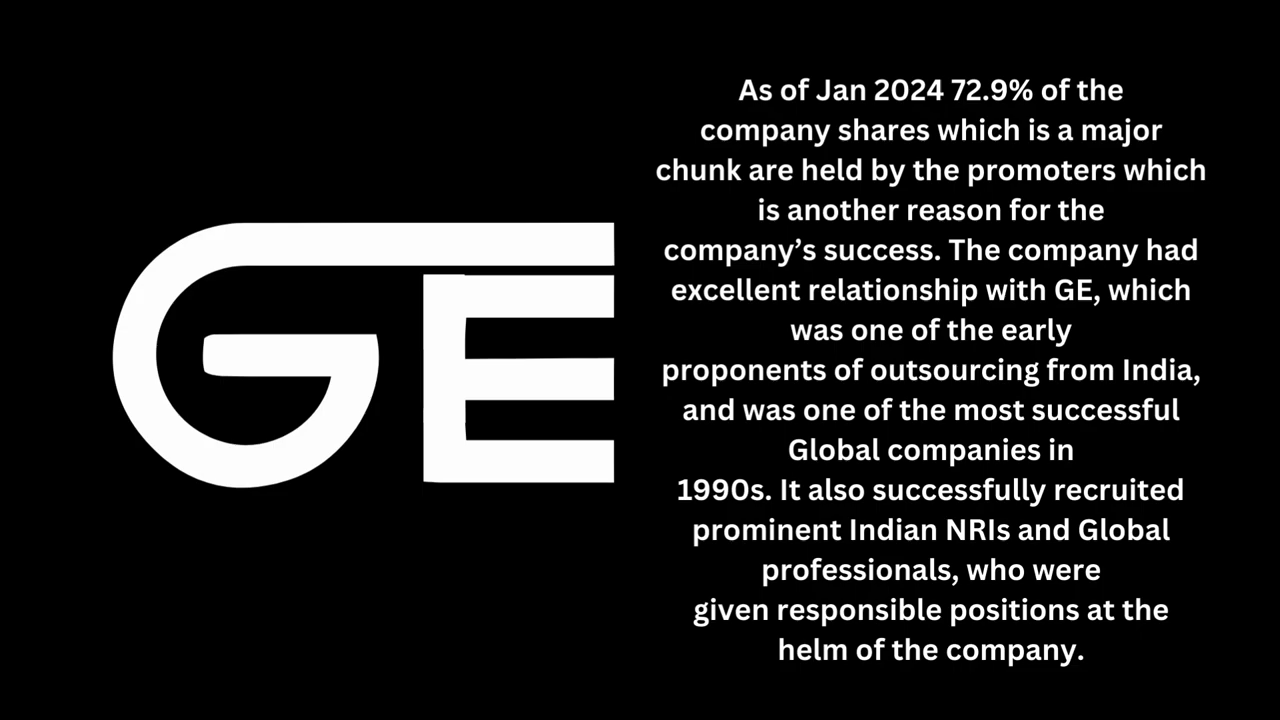 GE
As of Jan 2024 72.9% of the
company shares which is a major
chunk are held by the promoters which
is another reason for the
company’s success. The company had
excellent relationship with GE, which
was one of the early
proponents of outsourcing from India,
and was one of the most successful
Global companies in
1990s. It also successfully recruited
prominent Indian NRIs and Global
professionals, who were
given responsible positions at the
helm of the company.